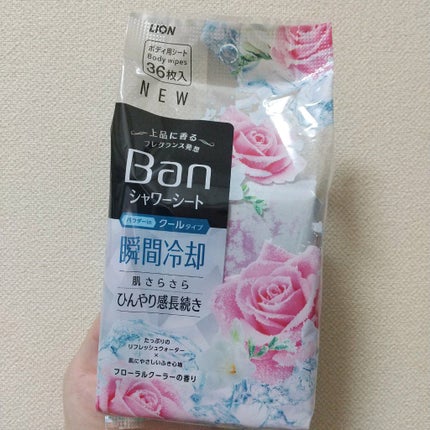 LION
ボディ用シート
Body wipes
36枚入
NEW
上品に香る
フレグランス発想
Ban
シャワーシート
パウダーin
クールタイプ
瞬間冷却
肌さらさら
ひんやり感長続き
たっぷりの
リフレッシュウォーター
×
肌にやさしいふき心地
フローラルクーラーの香り